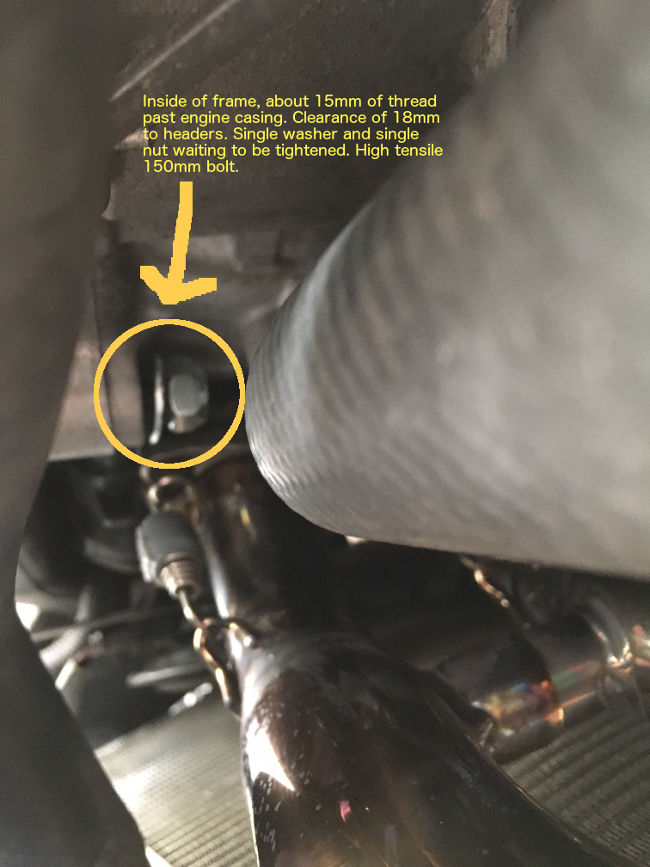 Inside of frame, about 15mm of thread
past engine casing. Clearance of 18mm
to headers. Single washer and single
nut waiting to be tightened. High tensile
150mm bolt.